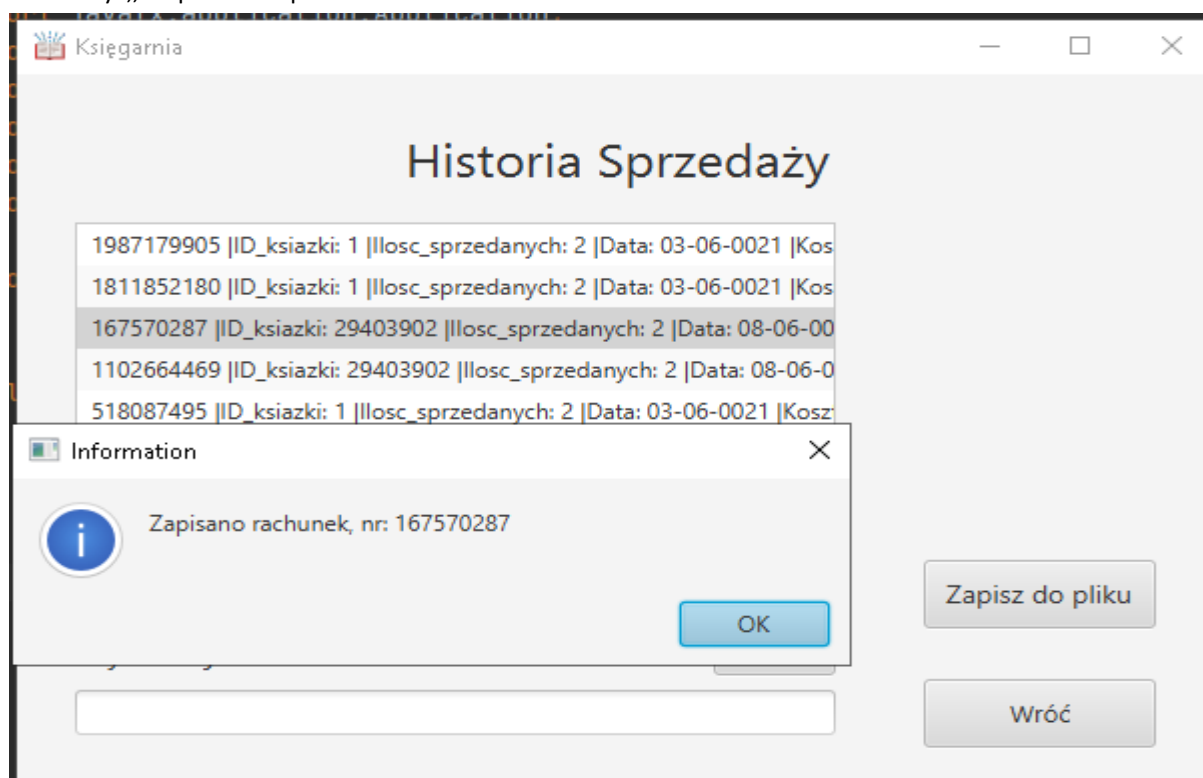 Księgarnia
Historia Sprzedaży
1987179905 |ID_ksiazki: 1 |Ilosc_sprzedanych: 2 |Data: 03-06-0021 |Kos
1811852180 |ID_ksiazki: 1 |Ilosc_sprzedanych: 2 |Data: 03-06-0021 |Kos
167570287 |ID_ksiazki: 29403902 |Ilosc_sprzedanych: 2 |Data: 08-06-00
1102664469 |ID_ksiazki: 29403902 |Ilosc_sprzedanych: 2 |Data: 08-06-0
518087495 |ID_ksiazki: 1 |Ilosc_sprzedanych: 2 |Data: 03-06-0021 |Kosz
Information
Zapisano rachunek, nr: 167570287
OK
Zapisz do pliku
Wróć